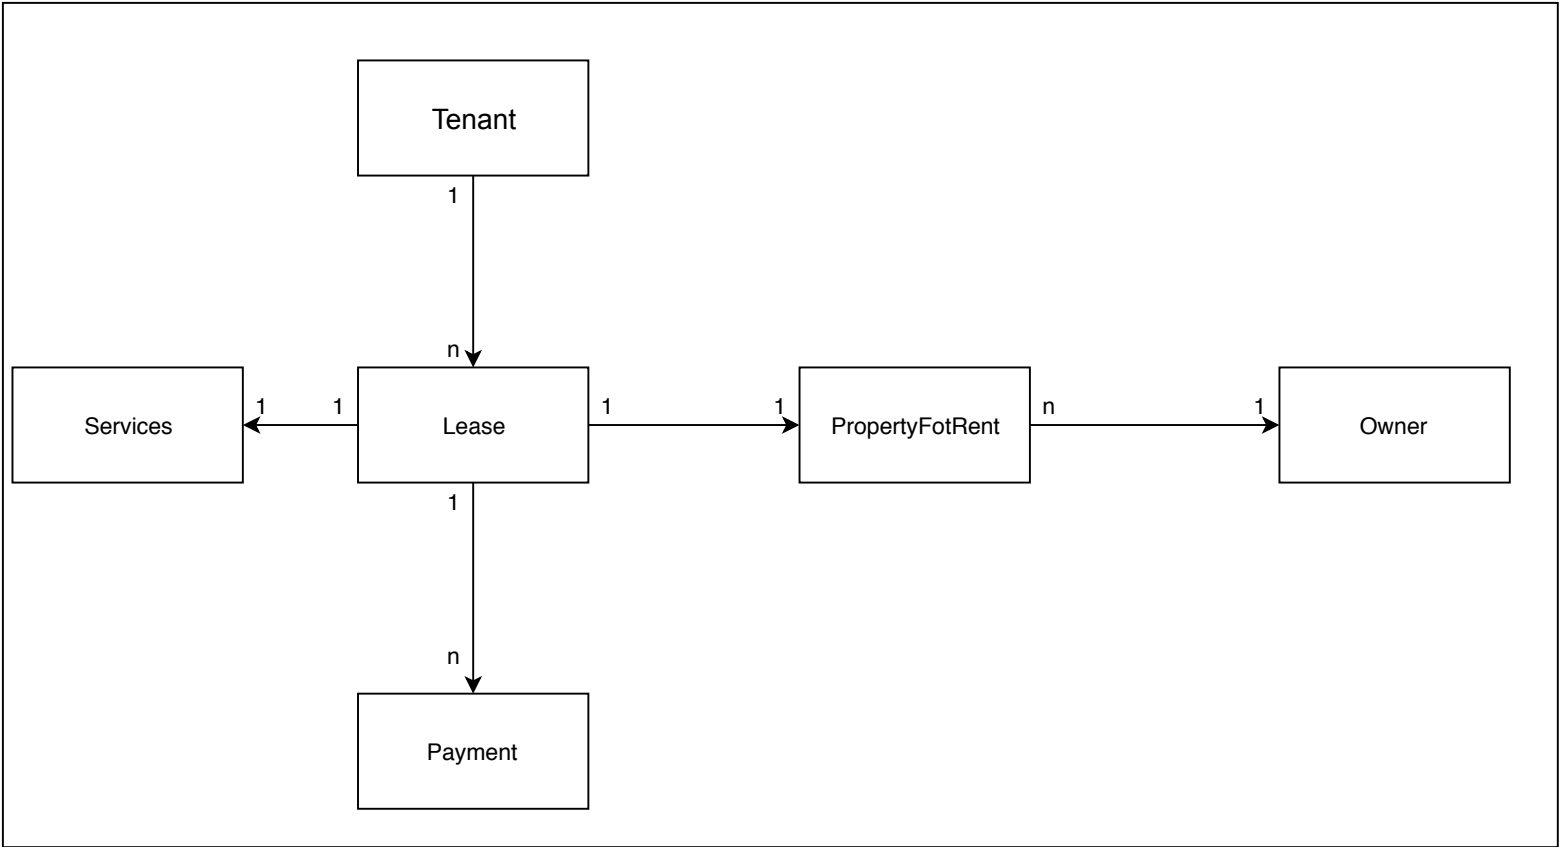 Tenant
1
n
Services
1
1
Lease
1
1
PropertyFotRent
n
1
Owner
1
n
Payment